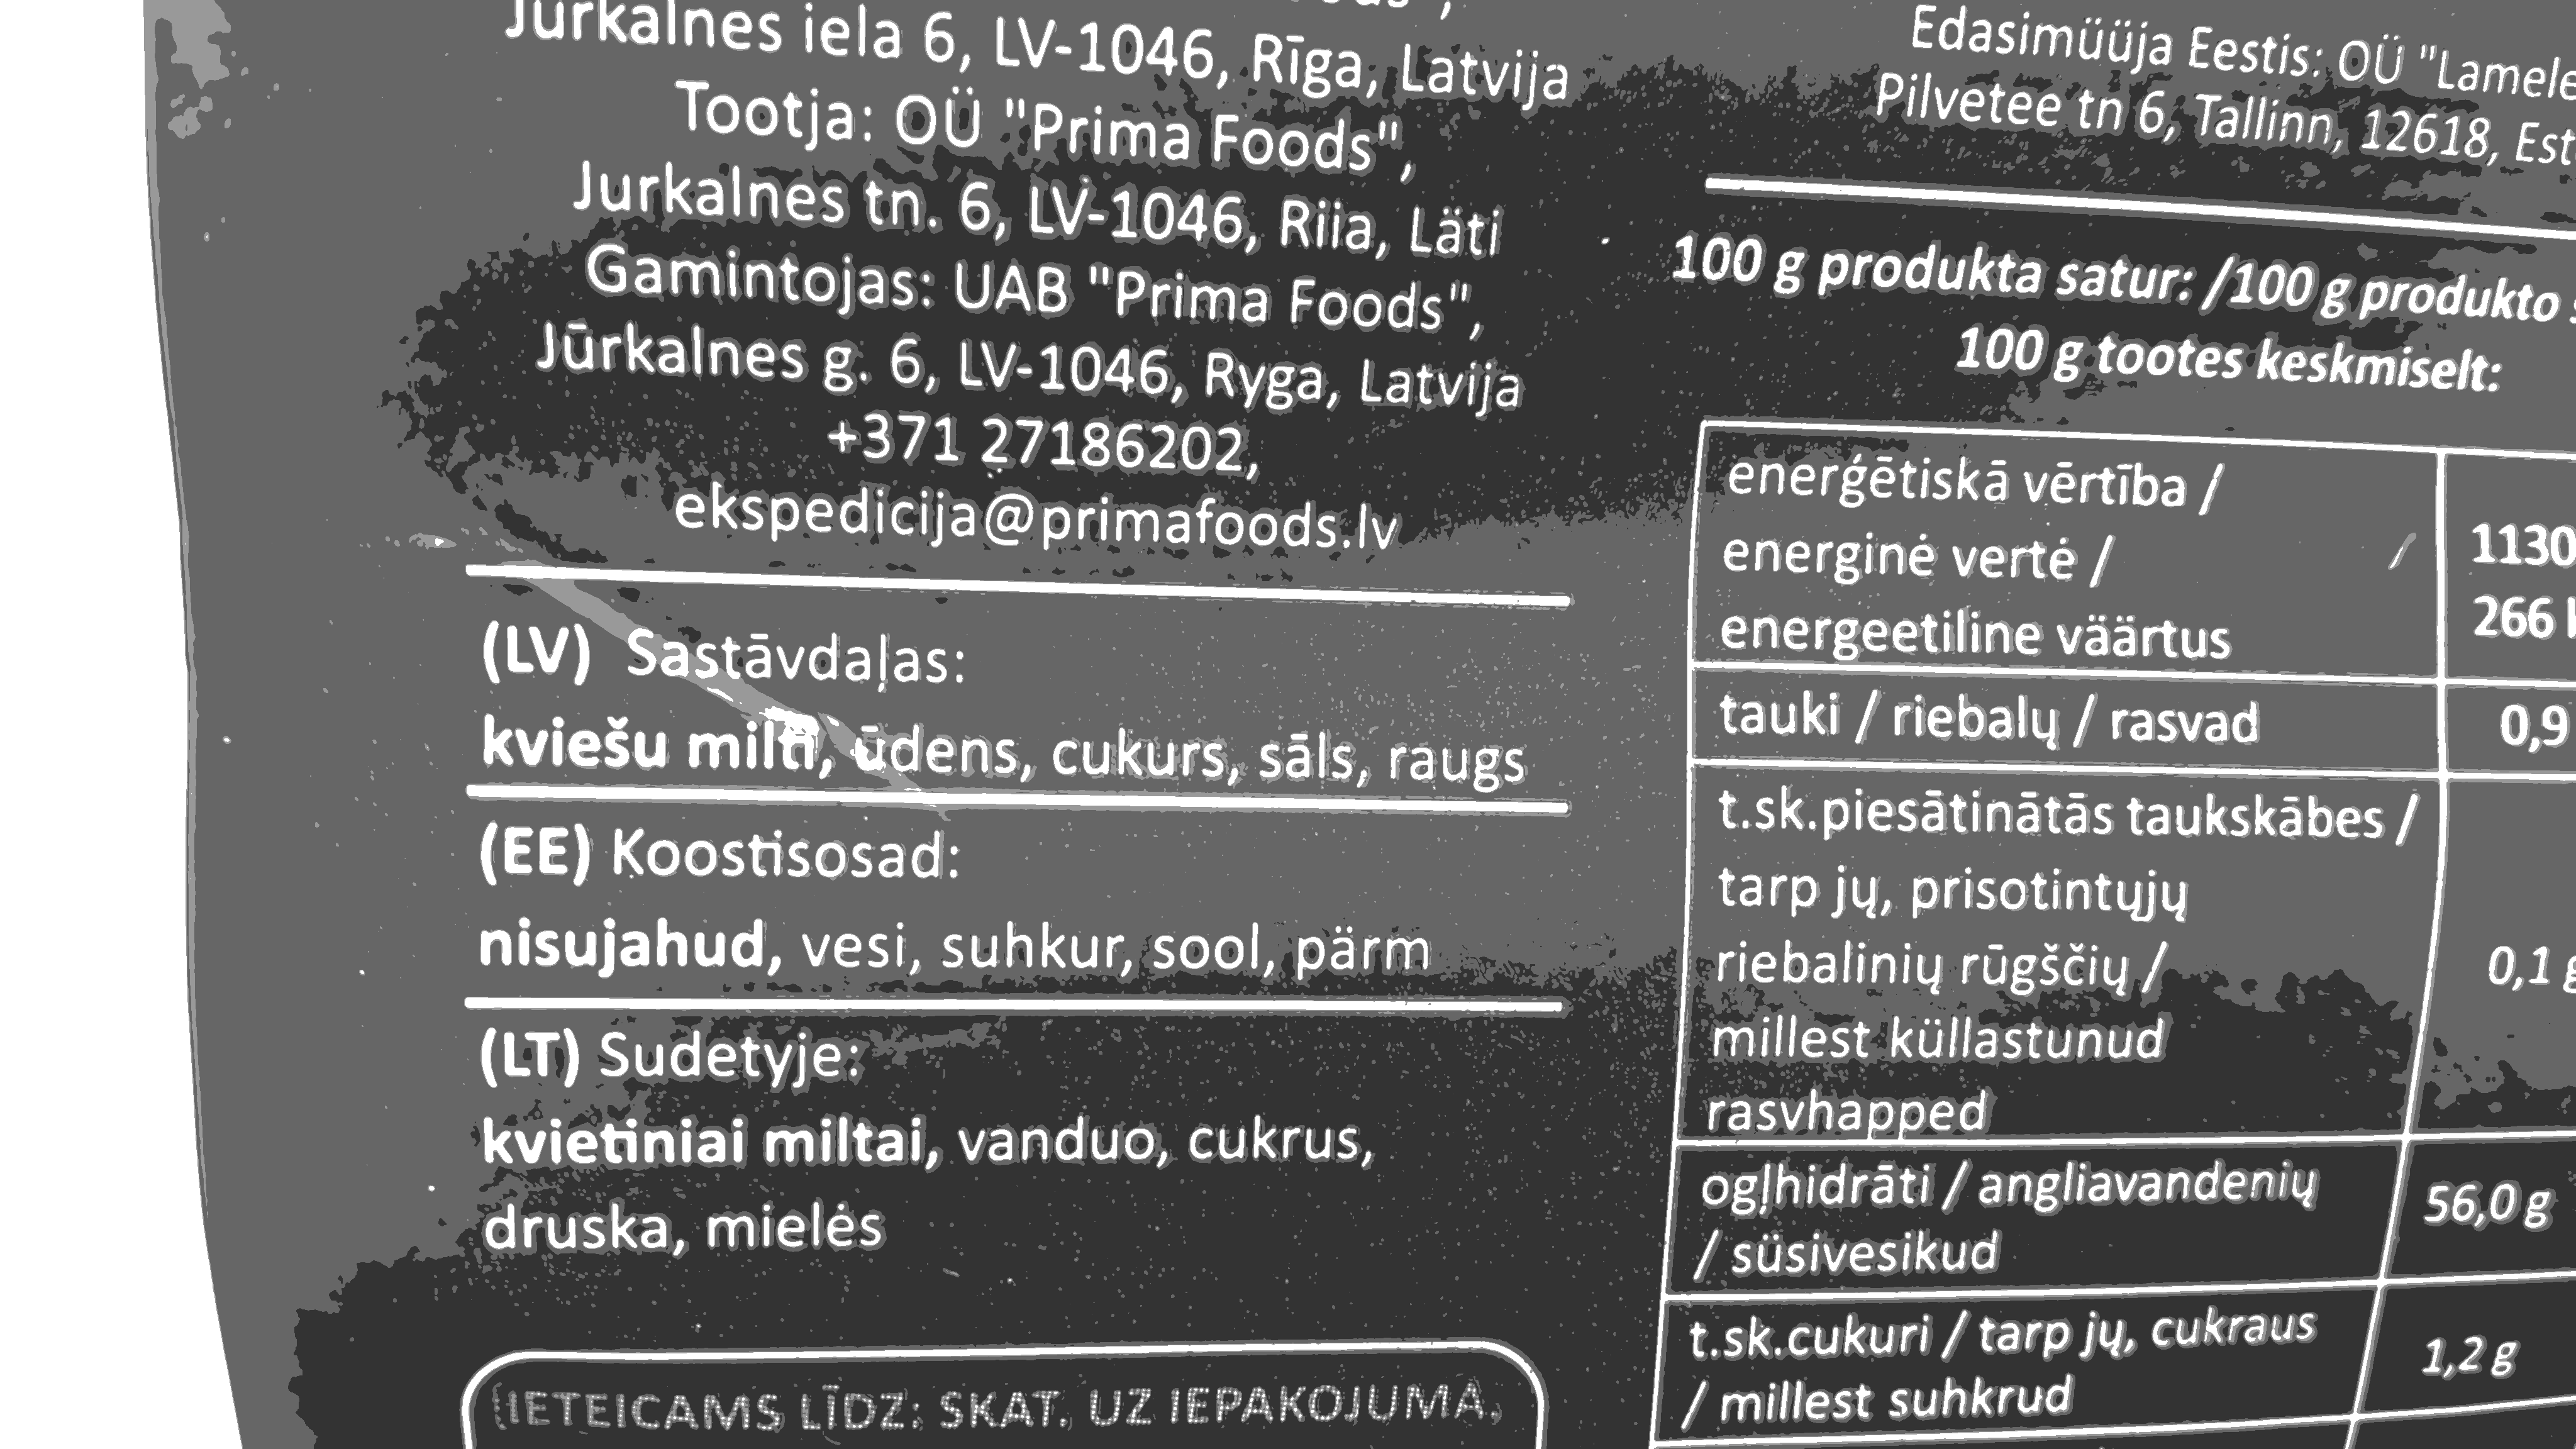 Jūrkalnes iela 6, LV-1046, Rīga, Latvija
Tootja: OÜ "Prima Foods",
Jurkalnes tn. 6, LV-1046, Riia, Läti
Gamintojas: UAB "Prima Foods",
Jūrkalnes g. 6, LV-1046, Ryga, Latvija
+371 27186202,
ekspedicija@primafoods.lv
(LV) Sastāvdaļas:
kviešu milti, ūdens, cukurs, sāls, raugs
(EE) Koostisosad:
nisujahud, vesi, suhkur, sool, pärm
(LT) Sudetyje:
kvietiniai miltai, vanduo, cukrus,
druska, mielės
IETEICAMS LĪDZ: SKAT. UZ IEPAKOJUMA.
Edasimüüja Eestis: OÜ "Lamele
Pilvetee tn 6, Tallinn, 12618, Est
100 g produkta satur: /100 g produkto
100 g tootes keskmiselt:
enerģētiskā vērtība /
energinė vertė /
energeetiline väärtus
1130
266
tauki / riebalų / rasvad
0,9
t.sk.piesātinātās taukskābes /
tarp jų, prisotintųjų
riebalinių rūgščių /
millest küllastunud
rasvhapped
0,1 g
ogļhidrāti / angliavandenių
/ süsivesikud
56,0 g
t.sk.cukuri / tarp jų, cukraus
/ millest suhkrud
1,2 g